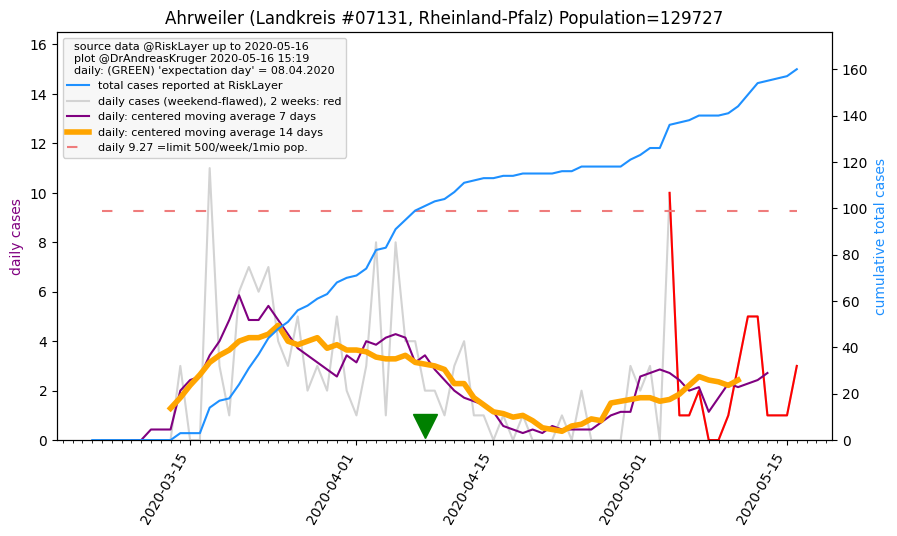 Ahrweiler (Landkreis #07131, Rheinland-Pfalz) Population=129727
source data @RiskLayer up to 2020-05-16
plot @DrAndreasKruger 2020-05-16 15:19
daily: (GREEN) 'expectation day' = 08.04.2020
total cases reported at RiskLayer
daily cases (weekend-flawed), 2 weeks: red
daily: centered moving average 7 days
daily: centered moving average 14 days
daily 9.27 =limit 500/week/1mio pop.
daily cases
16
14
12
10
8
6
4
2
0
160
140
120
100
80
60
40
20
0
cumulative total cases
2020-03-15
2020-04-01
2020-04-15
2020-05-01
2020-05-15